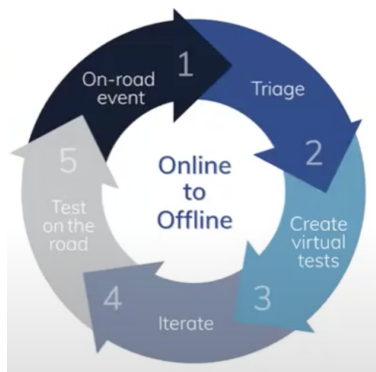 On-road
event
1
Triage
2
Create
virtual
tests
3
Iterate
4
Test
on the
road
5
Online
to
Offline